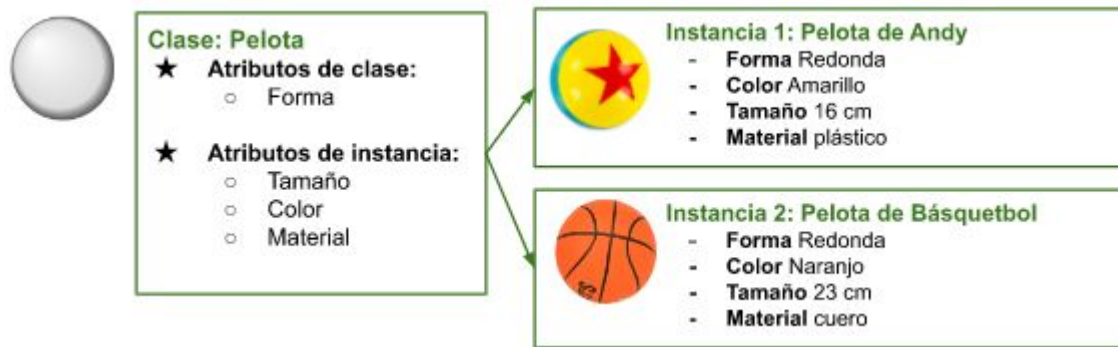 Clase: Pelota
★ Atributos de clase:
○ Forma
★ Atributos de instancia:
○ Tamaño
○ Color
○ Material
Instancia 1: Pelota de Andy
- Forma Redonda
- Color Amarillo
- Tamaño 16 cm
- Material plástico
Instancia 2: Pelota de Básquetbol
- Forma Redonda
- Color Naranjo
- Tamaño 23 cm
- Material cuero